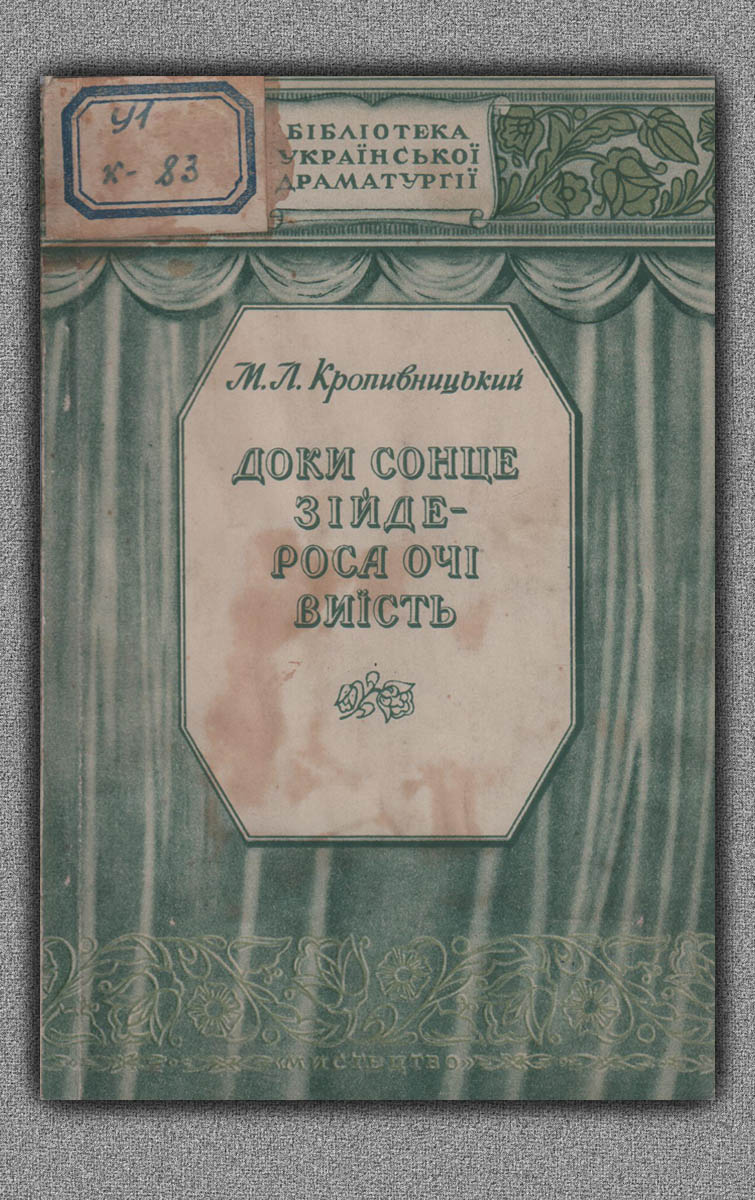 У1
К- 83
БІБЛІОТЕКА
УКРАЇНСЬКОЇ
ДРАМАТУРГІЇ
М. Л. Кропивницький
ДОКИ СОНЦЕ
ЗІЙДЕ-
РОСА ОЧІ
ВИЇСТЬ
«МИСТЕЦТВО»